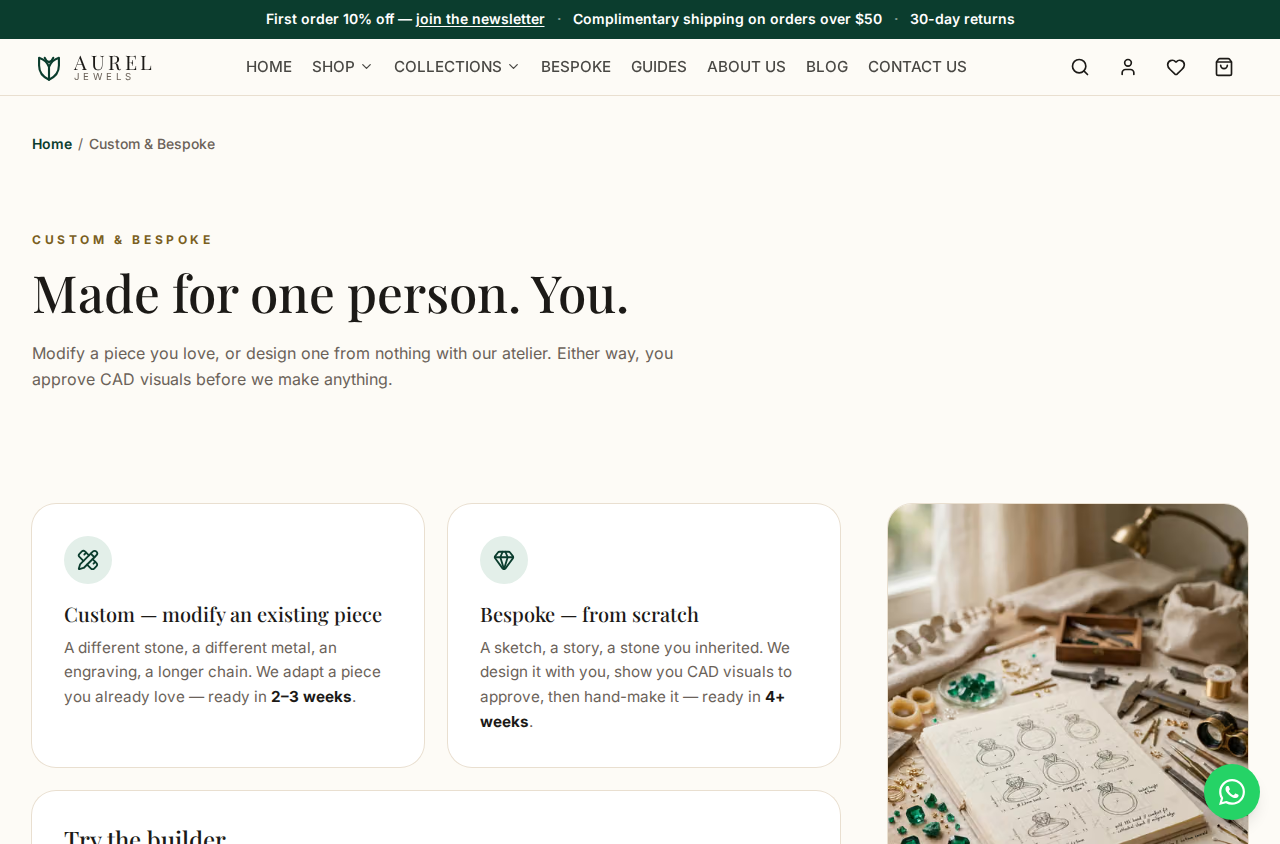 First order 10% off — join the newsletter · Complimentary shipping on orders over $50 · 30-day returns
AUREL
JEWELS
HOME SHOP COLLECTIONS BESPOKE GUIDES ABOUT US BLOG CONTACT US
Home / Custom & Bespoke
CUSTOM & BESPOKE
Made for one person. You.
Modify a piece you love, or design one from nothing with our atelier. Either way, you
approve CAD visuals before we make anything.
Custom — modify an existing piece
A different stone, a different metal, an
engraving, a longer chain. We adapt a piece
you already love — ready in 2–3 weeks.
Bespoke — from scratch
A sketch, a story, a stone you inherited. We
design it with you, show you CAD visuals to
approve, then hand-make it — ready in 4+
weeks.
Try the builder